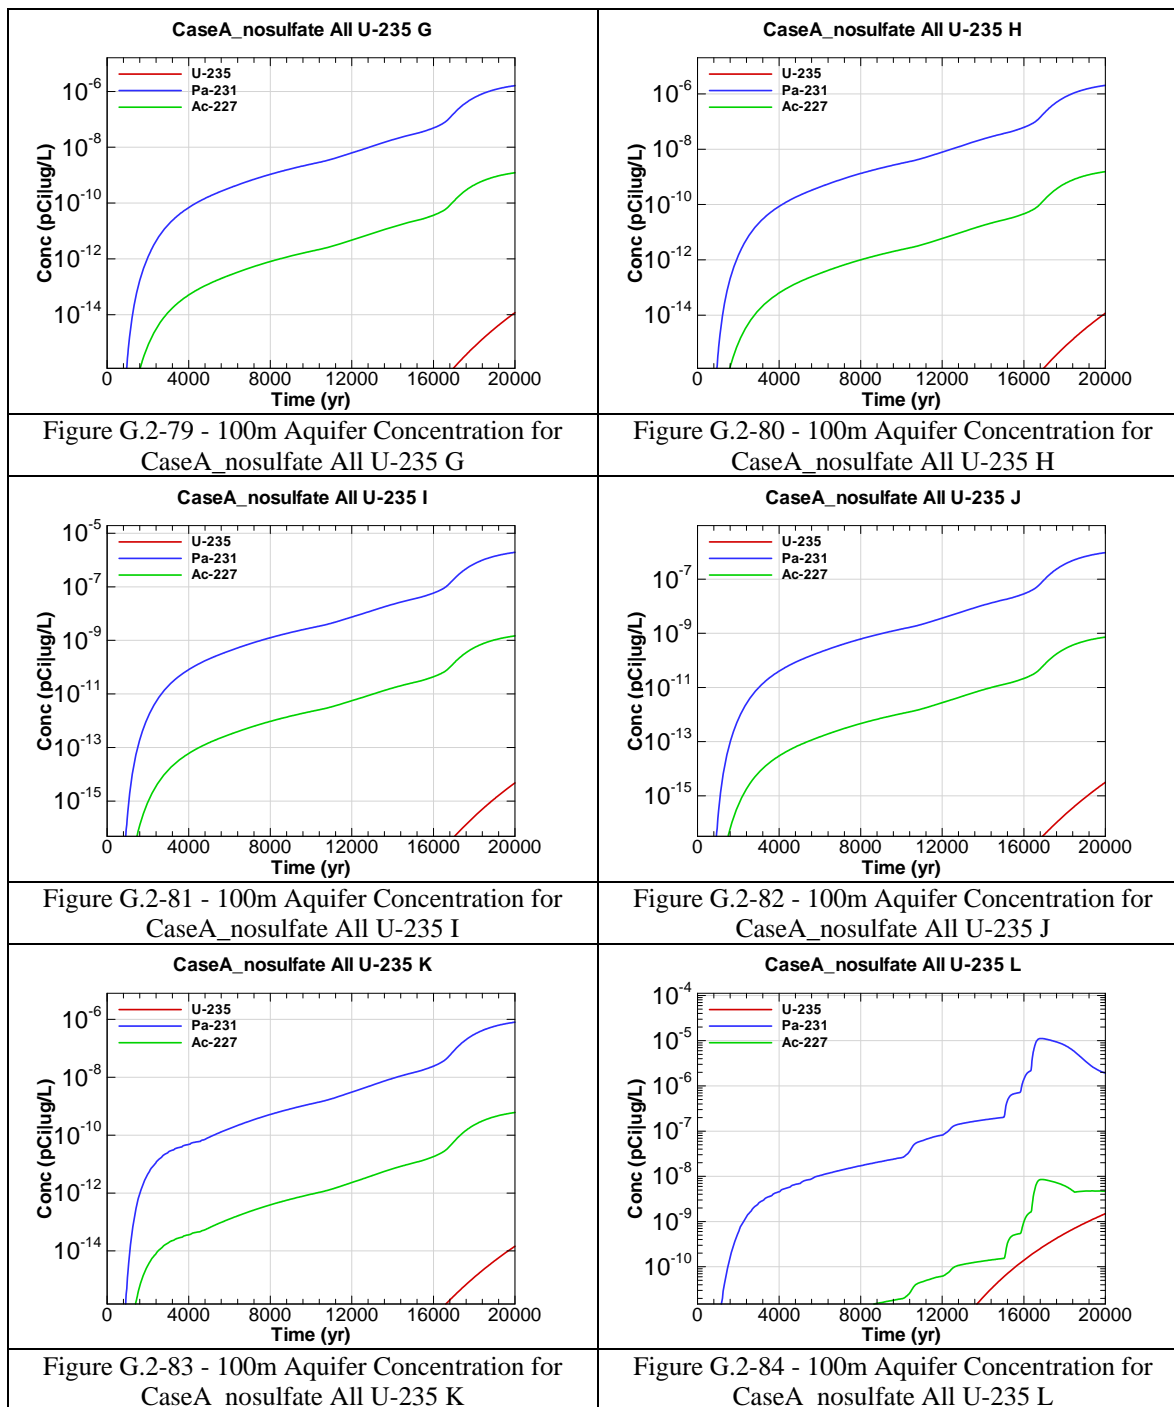 CaseA_nosulfate All U-235 G
U-235
Pa-231
Ac-227
10-6
10-8
10-10
10-12
10-14
Conc (pCi|ug/L)
0 4000 8000 12000 16000 20000
Time (yr)
Figure G.2-79 - 100m Aquifer Concentration for
CaseA_nosulfate All U-235 G
CaseA_nosulfate All U-235 H
U-235
Pa-231
Ac-227
10-6
10-8
10-10
10-12
10-14
Conc (pCi|ug/L)
0 4000 8000 12000 16000 20000
Time (yr)
Figure G.2-80 - 100m Aquifer Concentration for
CaseA_nosulfate All U-235 H
CaseA_nosulfate All U-235 I
U-235
Pa-231
Ac-227
10-5
10-7
10-9
10-11
10-13
10-15
Conc (pCi|ug/L)
0 4000 8000 12000 16000 20000
Time (yr)
Figure G.2-81 - 100m Aquifer Concentration for
CaseA_nosulfate All U-235 I
CaseA_nosulfate All U-235 J
U-235
Pa-231
Ac-227
10-7
10-9
10-11
10-13
10-15
Conc (pCi|ug/L)
0 4000 8000 12000 16000 20000
Time (yr)
Figure G.2-82 - 100m Aquifer Concentration for
CaseA_nosulfate All U-235 J
CaseA_nosulfate All U-235 K
U-235
Pa-231
Ac-227
10-6
10-8
10-10
10-12
10-14
Conc (pCi|ug/L)
0 4000 8000 12000 16000 20000
Time (yr)
Figure G.2-83 - 100m Aquifer Concentration for
CaseA_nosulfate All U-235 K
CaseA_nosulfate All U-235 L
U-235
Pa-231
Ac-227
10-4
10-5
10-6
10-7
10-8
10-9
10-10
Conc (pCi|ug/L)
0 4000 8000 12000 16000 20000
Time (yr)
Figure G.2-84 - 100m Aquifer Concentration for
CaseA_nosulfate All U-235 L